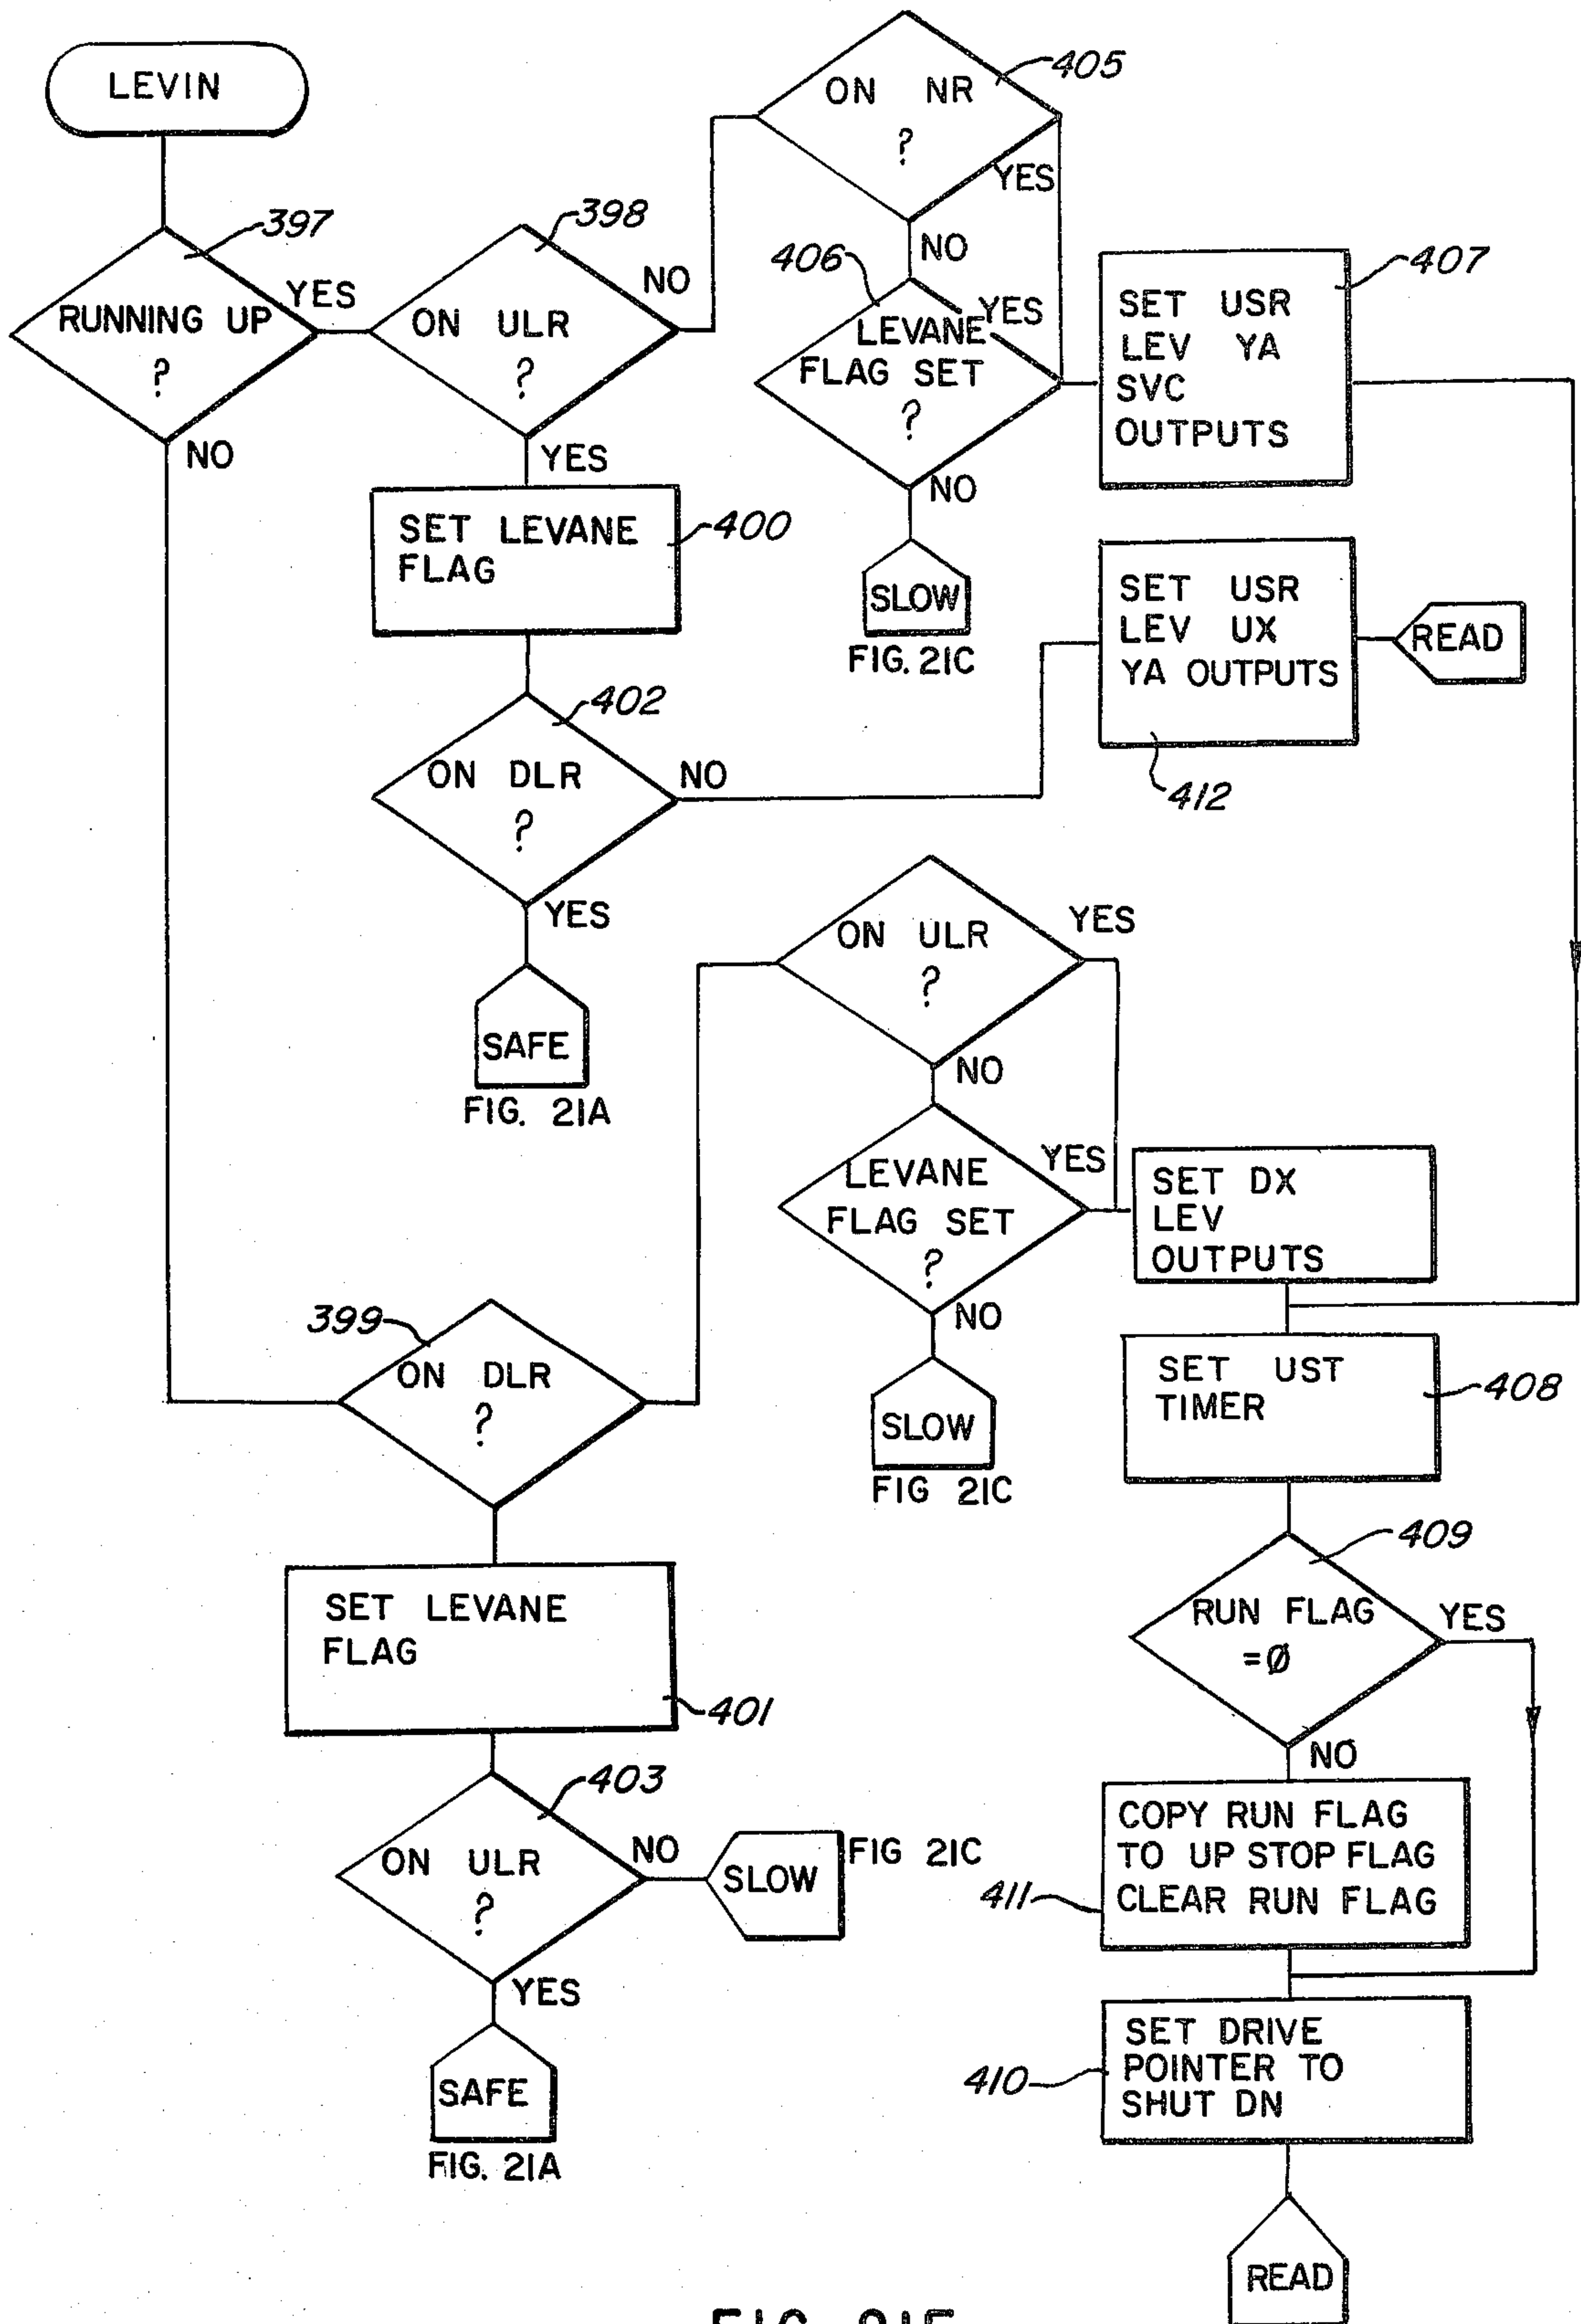 LEVIN
397
RUNNING UP
?
YES
NO
398
ON ULR
?
NO
YES
405
ON NR
?
YES
NO
406
LEVANE
FLAG SET
?
YES
NO
SLOW
FIG. 21C
407
SET USR
LEV YA
SVC
OUTPUTS
SET LEVANE
FLAG
400
402
ON DLR
?
NO
YES
SAFE
FIG. 21A
SET USR
LEV UX
YA OUTPUTS
412
READ
ON ULR
?
YES
NO
LEVANE
FLAG SET
?
YES
NO
SLOW
FIG 21C
SET DX
LEV
OUTPUTS
SET UST
TIMER
408
399
ON DLR
?
SET LEVANE
FLAG
401
403
ON ULR
?
NO
SLOW
FIG 21C
YES
SAFE
FIG. 21A
409
RUN FLAG
=Ø
YES
NO
COPY RUN FLAG
TO UP STOP FLAG
CLEAR RUN FLAG
411
SET DRIVE
POINTER TO
SHUT DN
410
READ